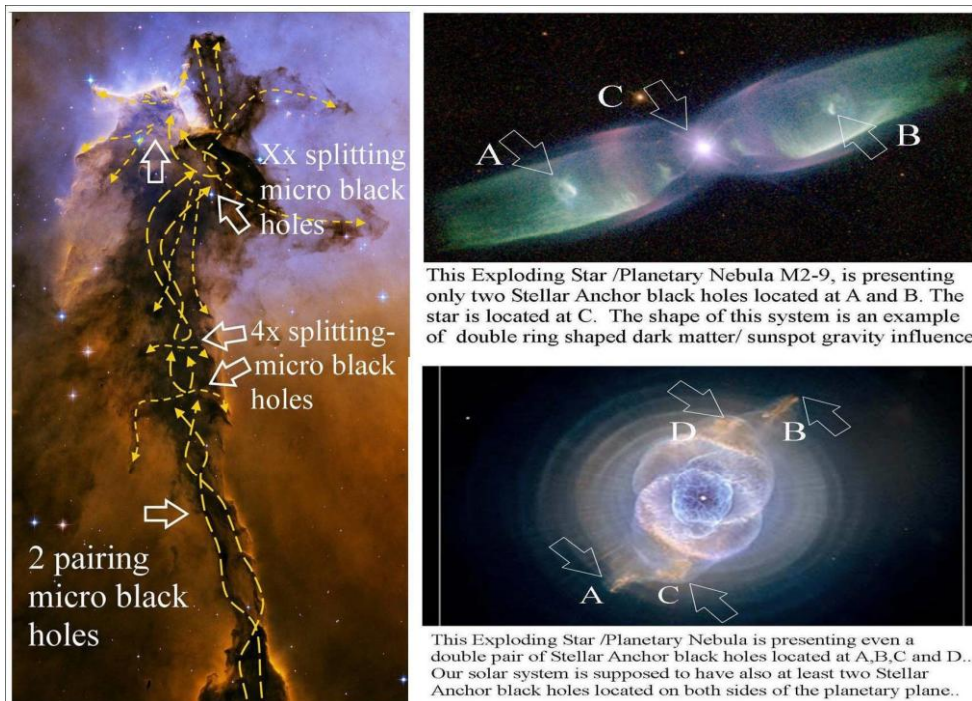 Xx splitting
micro black
holes
4x splitting-
micro black
holes
2 pairing
micro black
holes
C
A
B
This Exploding Star /Planetary Nebula M2-9, is presenting
only two Stellar Anchor black holes located at A and B. The
star is located at C. The shape of this system is an example
of double ring shaped dark matter/ sunspot gravity influence
D
B
A
C
This Exploding Star /Planetary Nebula is presenting even a
double pair of Stellar Anchor black holes located at A,B,C and D..
Our solar system is supposed to have also at least two Stellar
Anchor black holes located on both sides of the planetary plane..